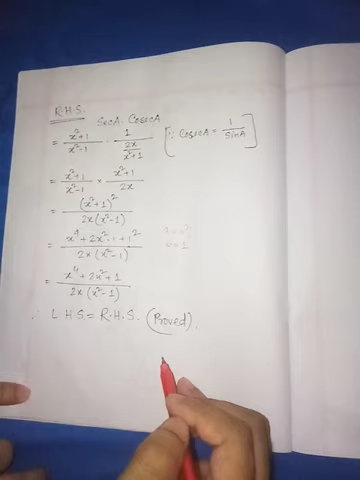 R.H.S.
SecA. CosecA
= x²+1 / x²-1 · 1 / (2x / x²+1) [∵ CosecA = 1 / SinA]
= x²+1 / x²-1 × x²+1 / 2x
= (x²+1)² / 2x(x²-1)
= x⁴+2x²·1+1² / 2x(x²-1)
= x⁴+2x²+1 / 2x(x²-1)
∴ L.H.S = R.H.S. (Proved).